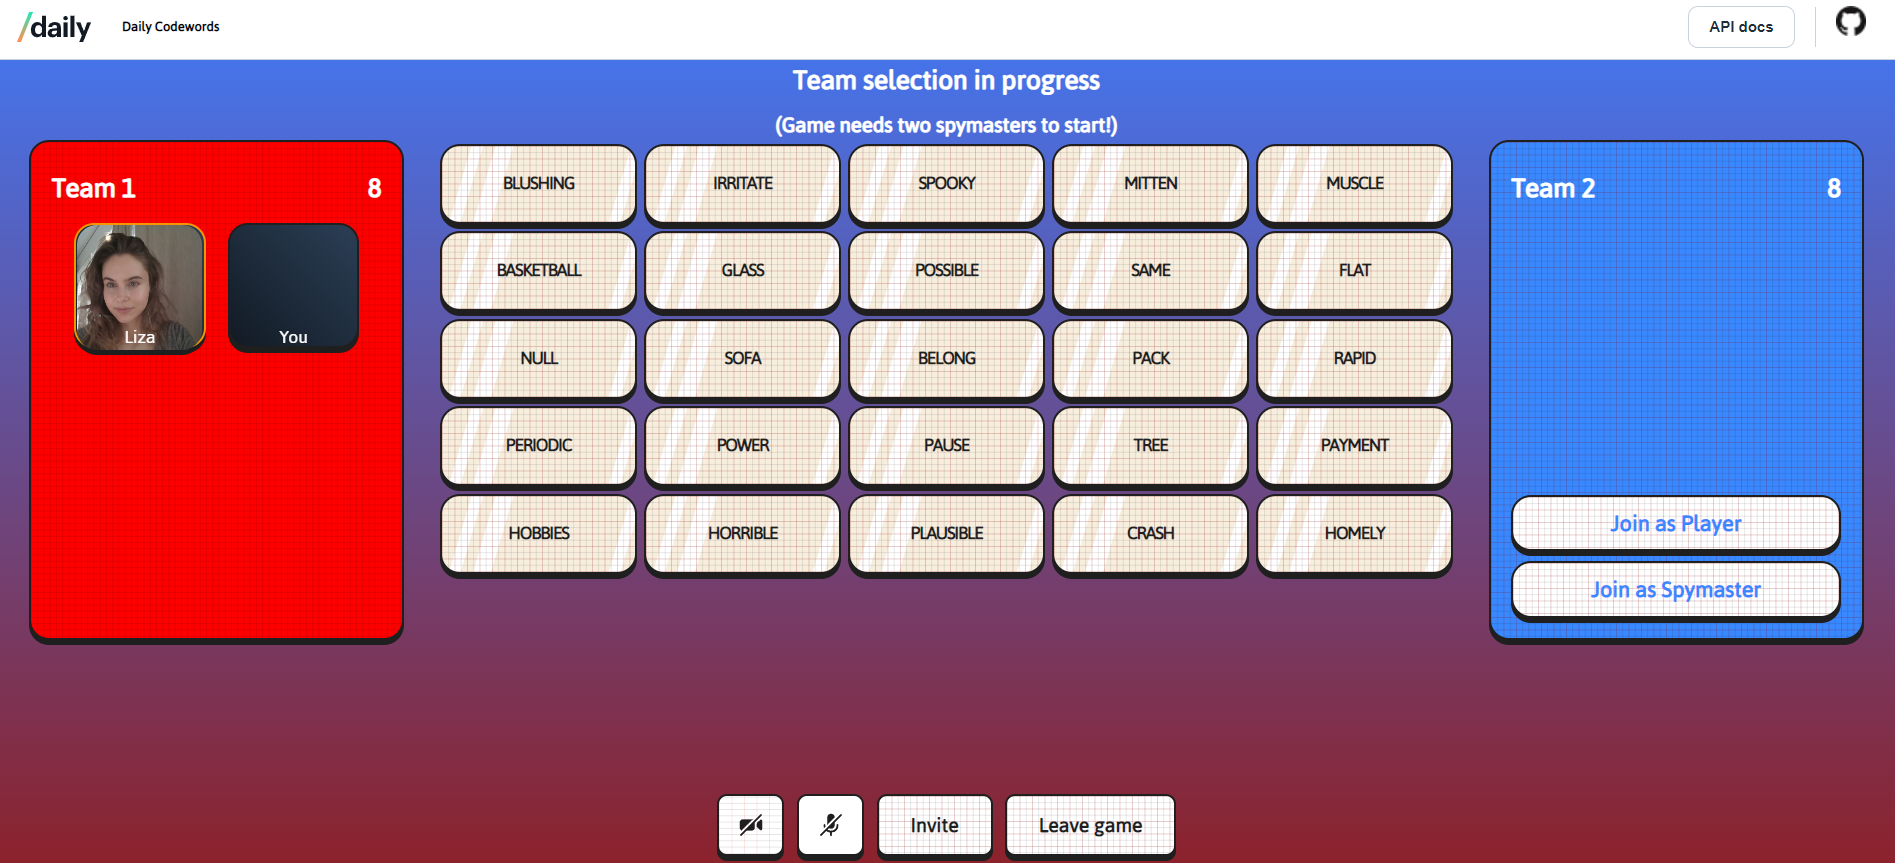 /daily
Daily Codewords
API docs
Team selection in progress
(Game needs two spymasters to start!)
Team 1
8
Liza
You
BLUSHING
IRRITATE
SPOOKY
MITTEN
MUSCLE
BASKETBALL
GLASS
POSSIBLE
SAME
FLAT
NULL
SOFA
BELONG
PACK
RAPID
PERIODIC
POWER
PAUSE
TREE
PAYMENT
HOBBIES
HORRIBLE
PLAUSIBLE
CRASH
HOMELY
Team 2
8
Join as Player
Join as Spymaster
Invite
Leave game